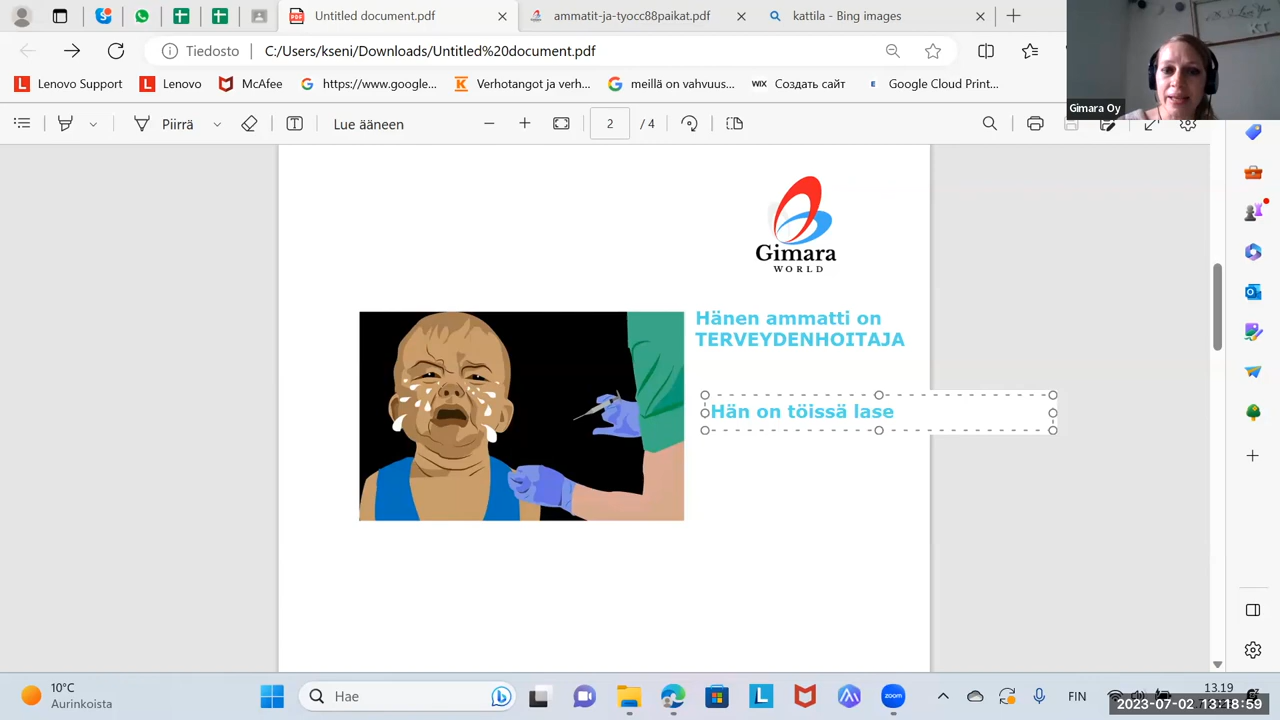 Untitled document.pdf
ammatit-ja-tyocc88paikat.pdf
kattila - Bing images
Tiedosto
C:/Users/kseni/Downloads/Untitled%20document.pdf
Lenovo Support
Lenovo
McAfee
https://www.google...
Verhotangot ja verh...
meillä on vahvuus...
WIX
Создать сайт
Google Cloud Print...
Gimara Oy
Piirrä
Lue ääneen
2
/ 4
Gimara
WORLD
Hänen ammatti on
TERVEYDENHOITAJA
Hän on töissä lase
10°C
Aurinkoista
Hae
zoom
FIN
13.19
2023-07-02 13:18:59